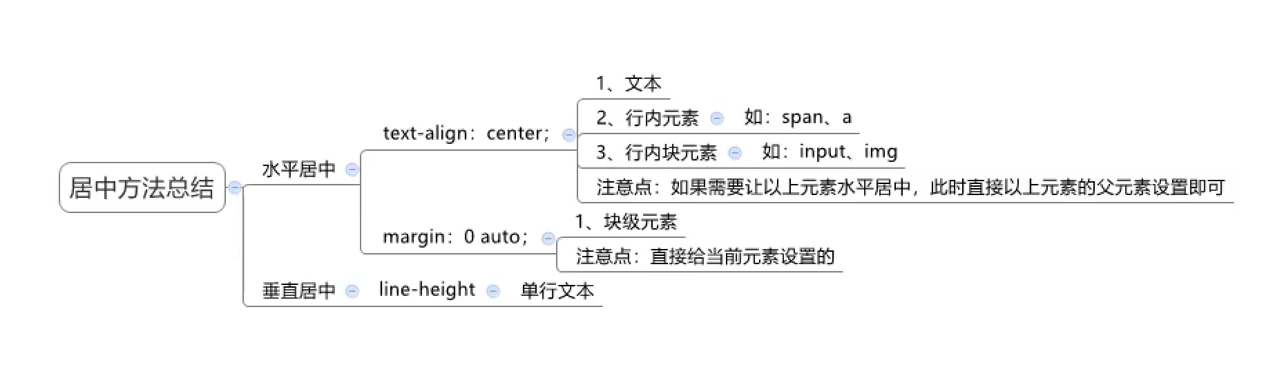 居中方法总结
水平居中
text-align：center；
1、文本
2、行内元素 如：span、a
3、行内块元素 如：input、img
注意点：如果需要让以上元素水平居中，此时直接以上元素的父元素设置即可
margin：0 auto；
1、块级元素
注意点：直接给当前元素设置的
垂直居中 line-height 单行文本